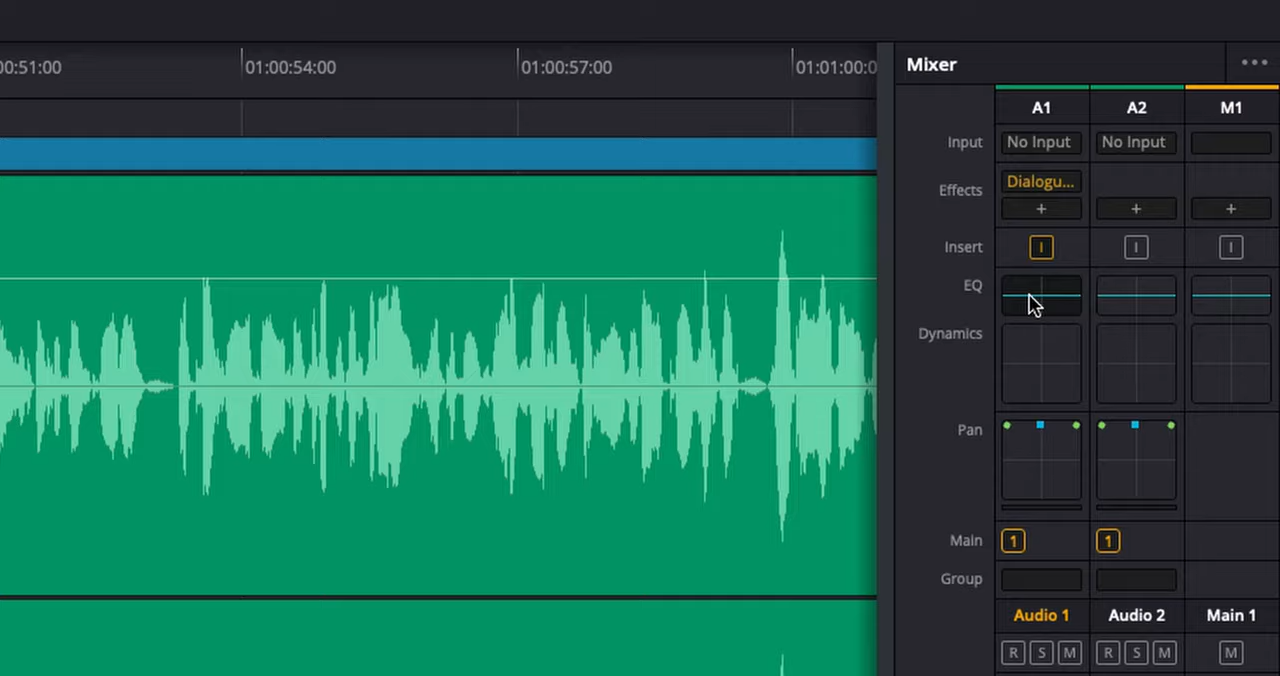 00:51:00 01:00:54:00 01:00:57:00 01:01:00:0
Mixer
A1 A2 M1
Input No Input No Input
Effects Dialogu...
+ + +
Insert I I I
EQ
Dynamics
Pan
Main 1 1
Group
Audio 1 Audio 2 Main 1
R S M R S M M